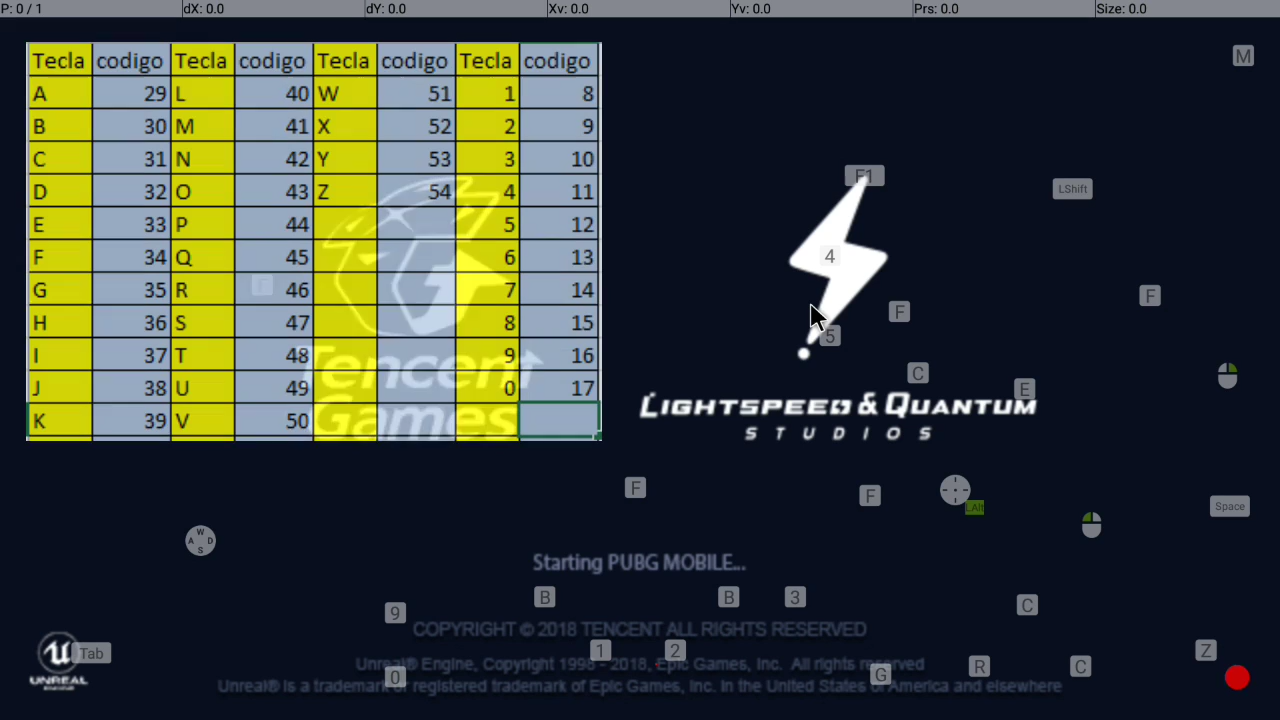 P: 0 / 1 dX: 0.0 dY: 0.0 Xv: 0.0 Yv: 0.0 Prs: 0.0 Size: 0.0
Tecla codigo Tecla codigo Tecla codigo Tecla codigo
A 29 L 40 W 51 1 8
B 30 M 41 X 52 2 9
C 31 N 42 Y 53 3 10
D 32 O 43 Z 54 4 11
E 33 P 44 5 12
F 34 Q 45 6 13
G 35 R 46 7 14
H 36 S 47 8 15
I 37 T 48 9 16
J 38 U 49 0 17
K 39 V 50
Tencent
Games
M
F1
LShift
4
F
F
5
C
E
LIGHTSPEED & QUANTUM
STUDIOS
F
F
LAlt
Space
W
A D
S
Starting PUBG MOBILE...
B
B
3
C
9
COPYRIGHT © 2018 TENCENT ALL RIGHTS RESERVED
1
2
Z
Tab
Unreal® Engine, Copyright 1998 - 2018, Epic Games, Inc. All rights reserved
R
C
G
0
UNREAL
Unreal® is a trademark or registered trademark of Epic Games, Inc. in the United States of America and elsewhere